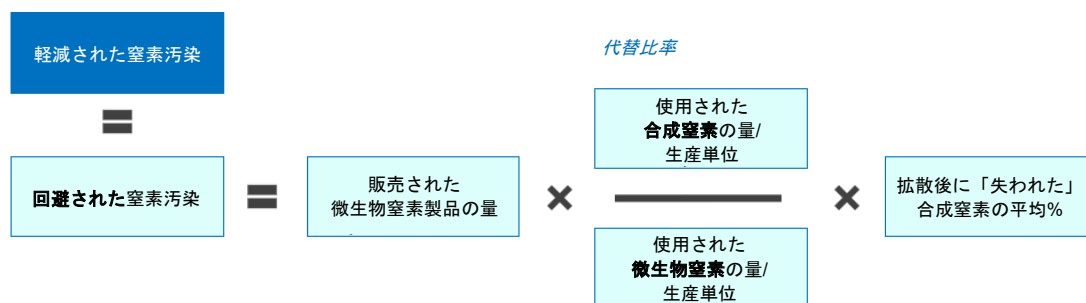 軽減された窒素汚染
代替比率
=
使用された
合成窒素の量/
生産単位
回避された窒素汚染
=
販売された
微生物窒素製品の量
×
×
拡散後に「失われた」
合成窒素の平均%
使用された
微生物窒素の量/
生産単位